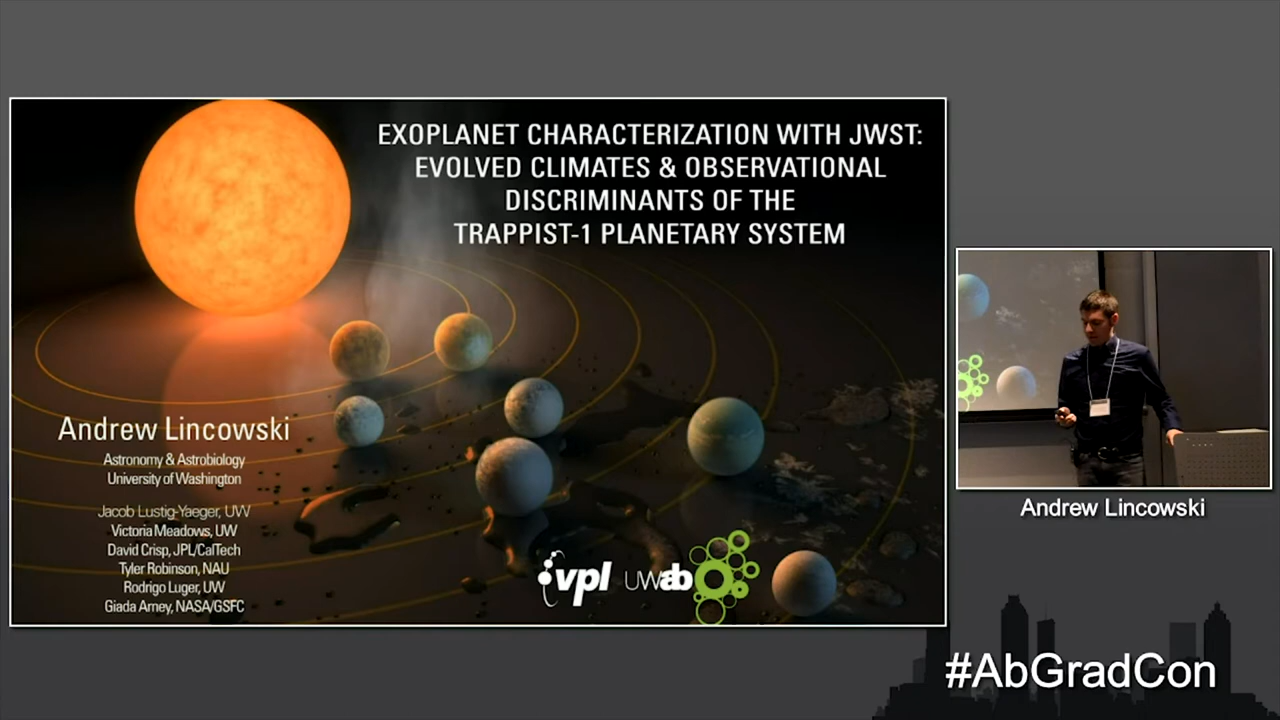 EXOPLANET CHARACTERIZATION WITH JWST:
EVOLVED CLIMATES & OBSERVATIONAL
DISCRIMINANTS OF THE
TRAPPIST-1 PLANETARY SYSTEM
Andrew Lincowski
Astronomy & Astrobiology
University of Washington
Jacob Lustig-Yaeger, UW
Victoria Meadows, UW
David Crisp, JPL/CalTech
Tyler Robinson, NAU
Rodrigo Luger, UW
Giada Arney, NASA/GSFC
vpl UWab
Andrew Lincowski
#AbGradCon